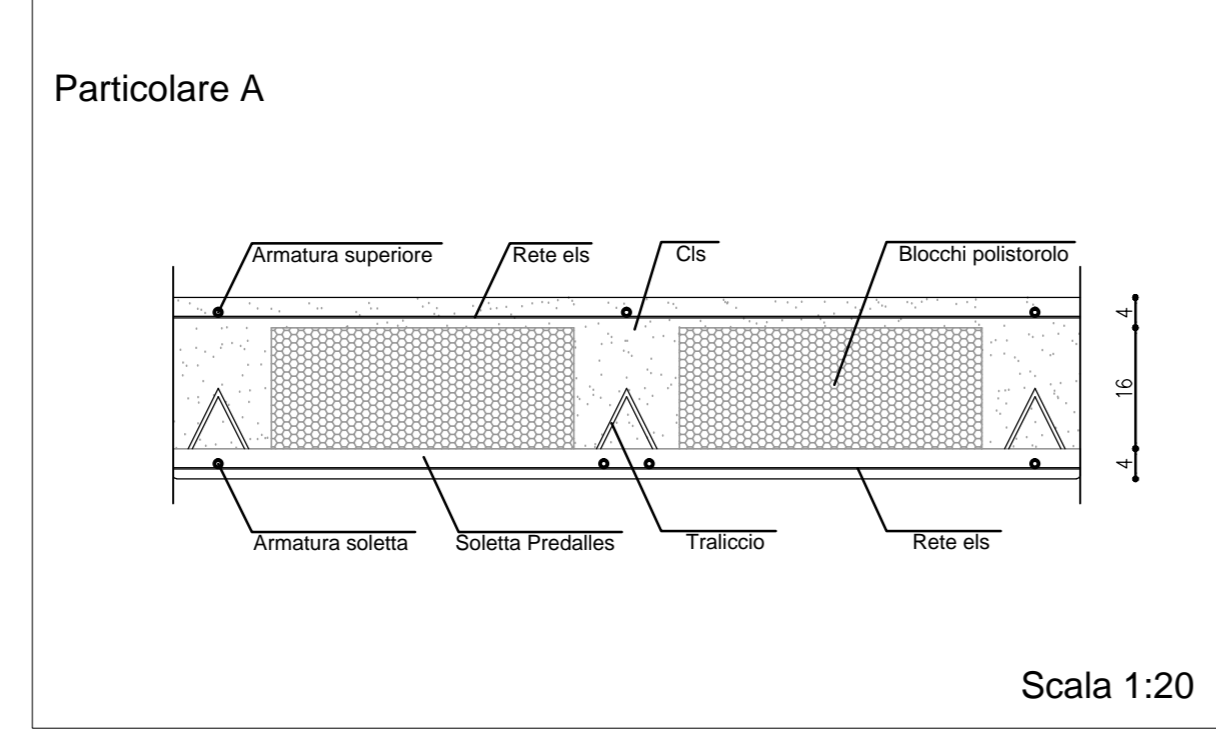 Particolare A
Armatura superiore
Rete els
Cls
Blocchi polistorolo
4
16
4
Armatura soletta
Soletta Predalles
Traliccio
Rete els
Scala 1:20